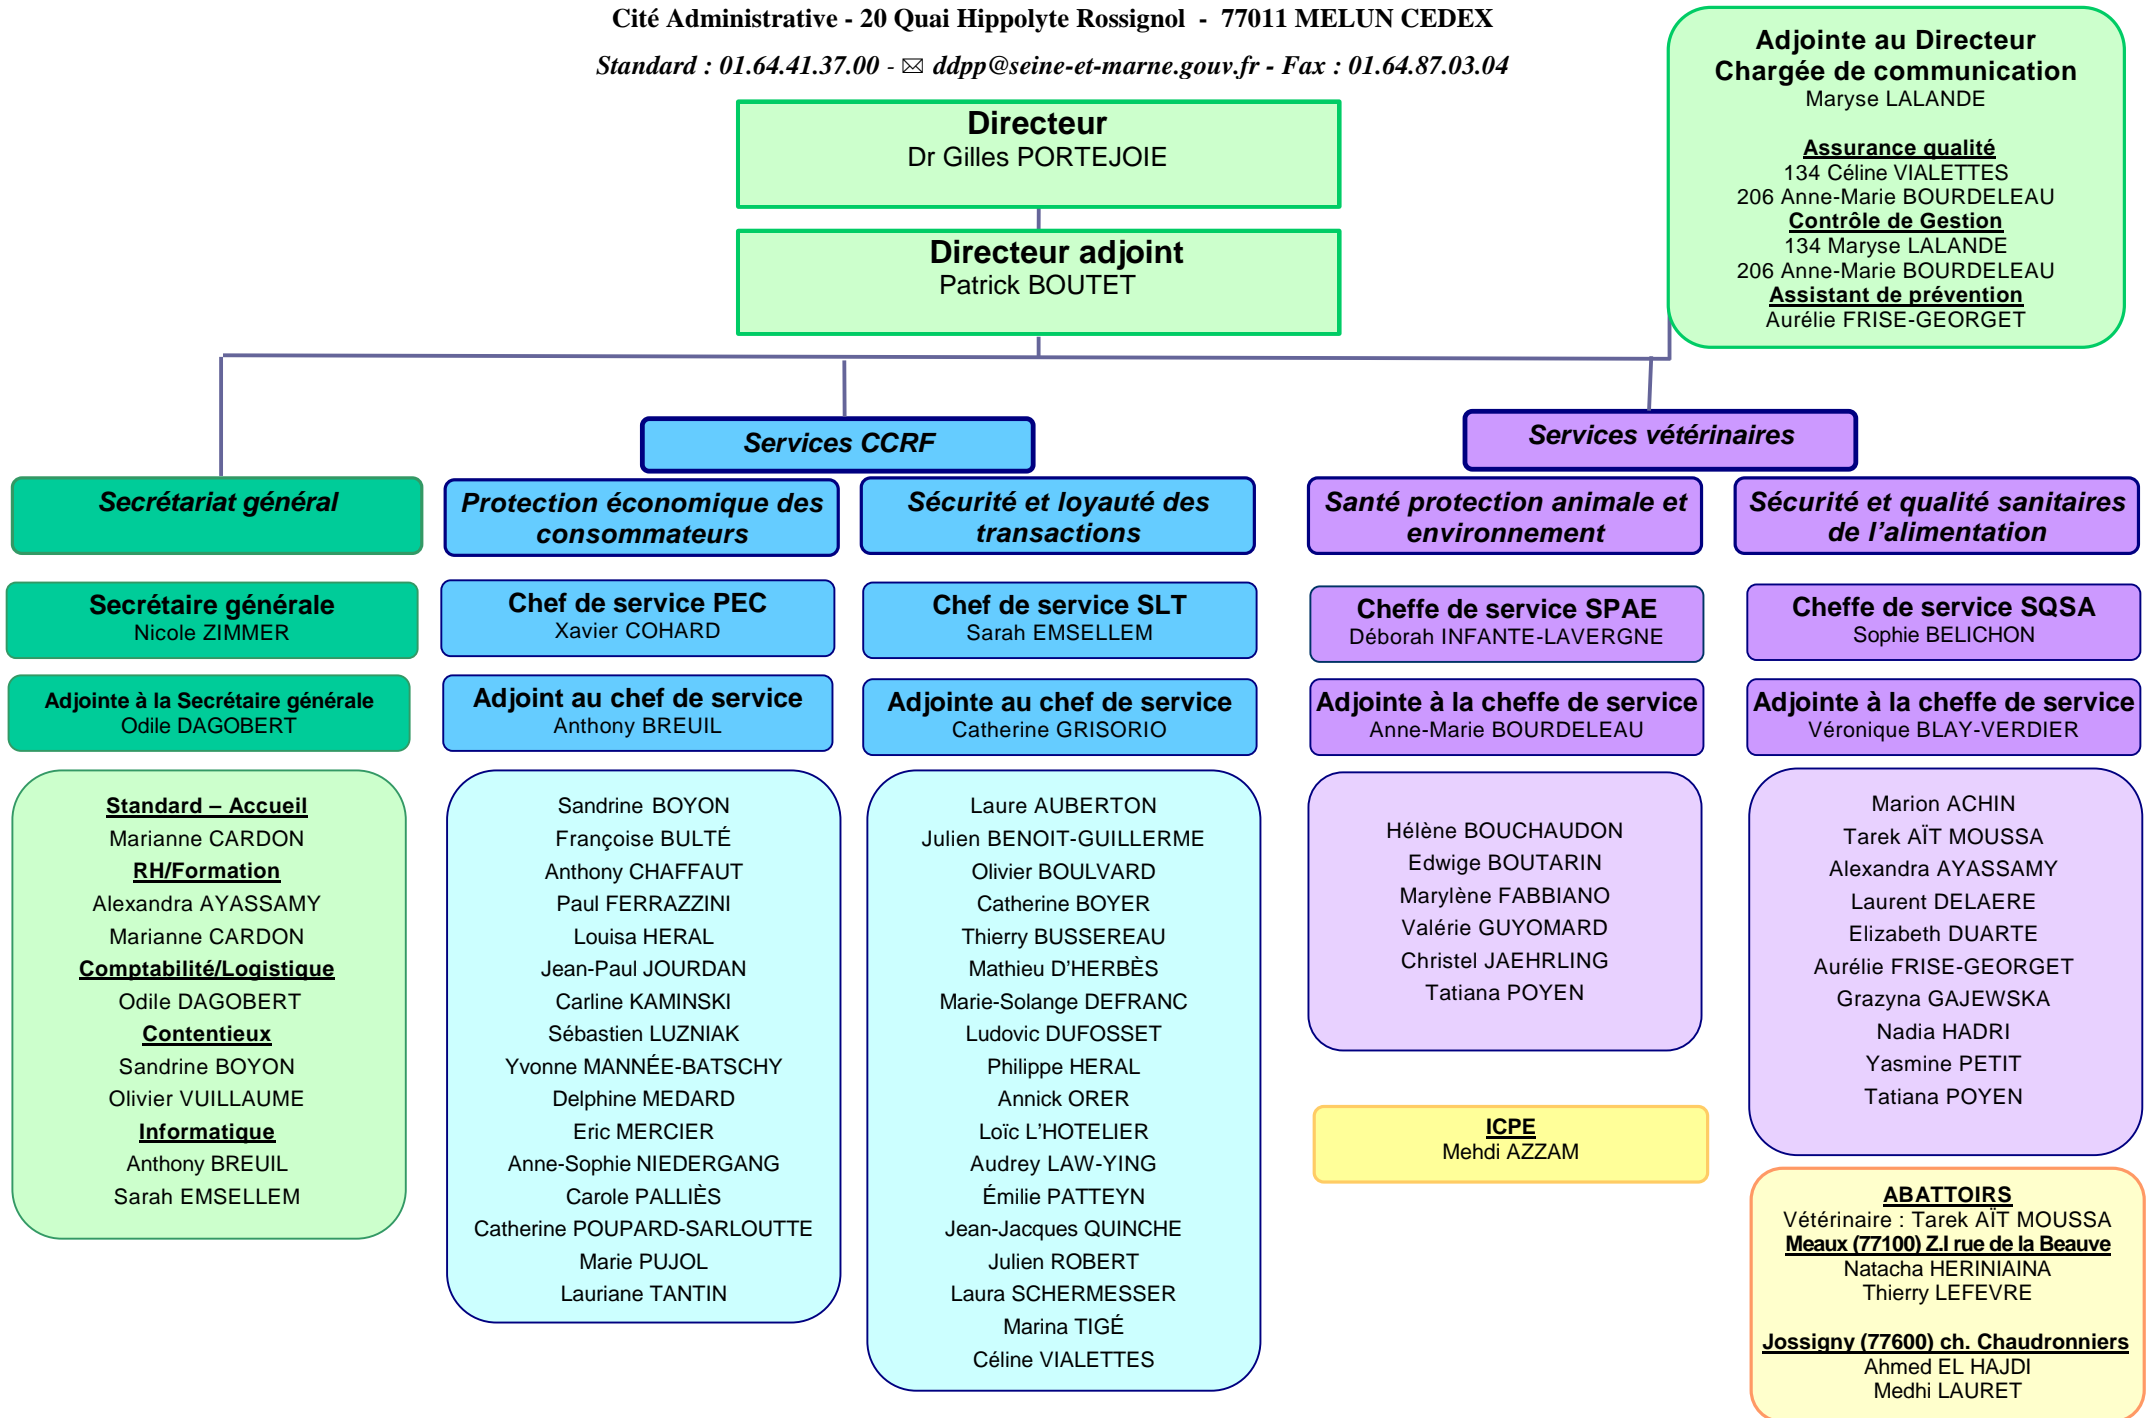 Cité Administrative - 20 Quai Hippolyte Rossignol - 77011 MELUN CEDEX
Standard : 01.64.41.37.00 - ✉ ddpp@seine-et-marne.gouv.fr - Fax : 01.64.87.03.04
Adjointe au Directeur
Chargée de communication
Maryse LALANDE
Assurance qualité
134 Céline VIALETTES
206 Anne-Marie BOURDELEAU
Contrôle de Gestion
134 Maryse LALANDE
206 Anne-Marie BOURDELEAU
Assistant de prévention
Aurélie FRISE-GEORGET
Directeur
Dr Gilles PORTEJOIE
Directeur adjoint
Patrick BOUTET
Services CCRF
Services vétérinaires
Secrétariat général
Secrétaire générale
Nicole ZIMMER
Adjointe à la Secrétaire générale
Odile DAGOBERT
Standard – Accueil
Marianne CARDON
RH/Formation
Alexandra AYASSAMY
Marianne CARDON
Comptabilité/Logistique
Odile DAGOBERT
Contentieux
Sandrine BOYON
Olivier VUILLAUME
Informatique
Anthony BREUIL
Sarah EMSELLEM
Protection économique des
consommateurs
Chef de service PEC
Xavier COHARD
Adjoint au chef de service
Anthony BREUIL
Sandrine BOYON
Françoise BULTÉ
Anthony CHAFFAUT
Paul FERRAZZINI
Louisa HERAL
Jean-Paul JOURDAN
Carline KAMINSKI
Sébastien LUZNIAK
Yvonne MANNÉE-BATSCHY
Delphine MEDARD
Eric MERCIER
Anne-Sophie NIEDERGANG
Carole PALLIÈS
Catherine POUPARD-SARLOUTTE
Marie PUJOL
Lauriane TANTIN
Sécurité et loyauté des
transactions
Chef de service SLT
Sarah EMSELLEM
Adjointe au chef de service
Catherine GRISORIO
Laure AUBERTON
Julien BENOIT-GUILLERME
Olivier BOULVARD
Catherine BOYER
Thierry BUSSEREAU
Mathieu D'HERBÈS
Marie-Solange DEFRANC
Ludovic DUFOSSET
Philippe HERAL
Annick ORER
Loïc L'HOTELIER
Audrey LAW-YING
Émilie PATTEYN
Jean-Jacques QUINCHE
Julien ROBERT
Laura SCHERMESSER
Marina TIGÉ
Céline VIALETTES
Santé protection animale et
environnement
Cheffe de service SPAE
Déborah INFANTE-LAVERGNE
Adjointe à la cheffe de service
Anne-Marie BOURDELEAU
Hélène BOUCHAUDON
Edwige BOUTARIN
Marylène FABBIANO
Valérie GUYOMARD
Christel JAEHRLING
Tatiana POYEN
ICPE
Mehdi AZZAM
Sécurité et qualité sanitaires
de l’alimentation
Cheffe de service SQSA
Sophie BELICHON
Adjointe à la cheffe de service
Véronique BLAY-VERDIER
Marion ACHIN
Tarek AÏT MOUSSA
Alexandra AYASSAMY
Laurent DELAERE
Elizabeth DUARTE
Aurélie FRISE-GEORGET
Grazyna GAJEWSKA
Nadia HADRI
Yasmine PETIT
Tatiana POYEN
ABATTOIRS
Vétérinaire : Tarek AÏT MOUSSA
Meaux (77100) Z.I rue de la Beauve
Natacha HERINIAINA
Thierry LEFEVRE
Jossigny (77600) ch. Chaudronniers
Ahmed EL HAJDI
Medhi LAURET